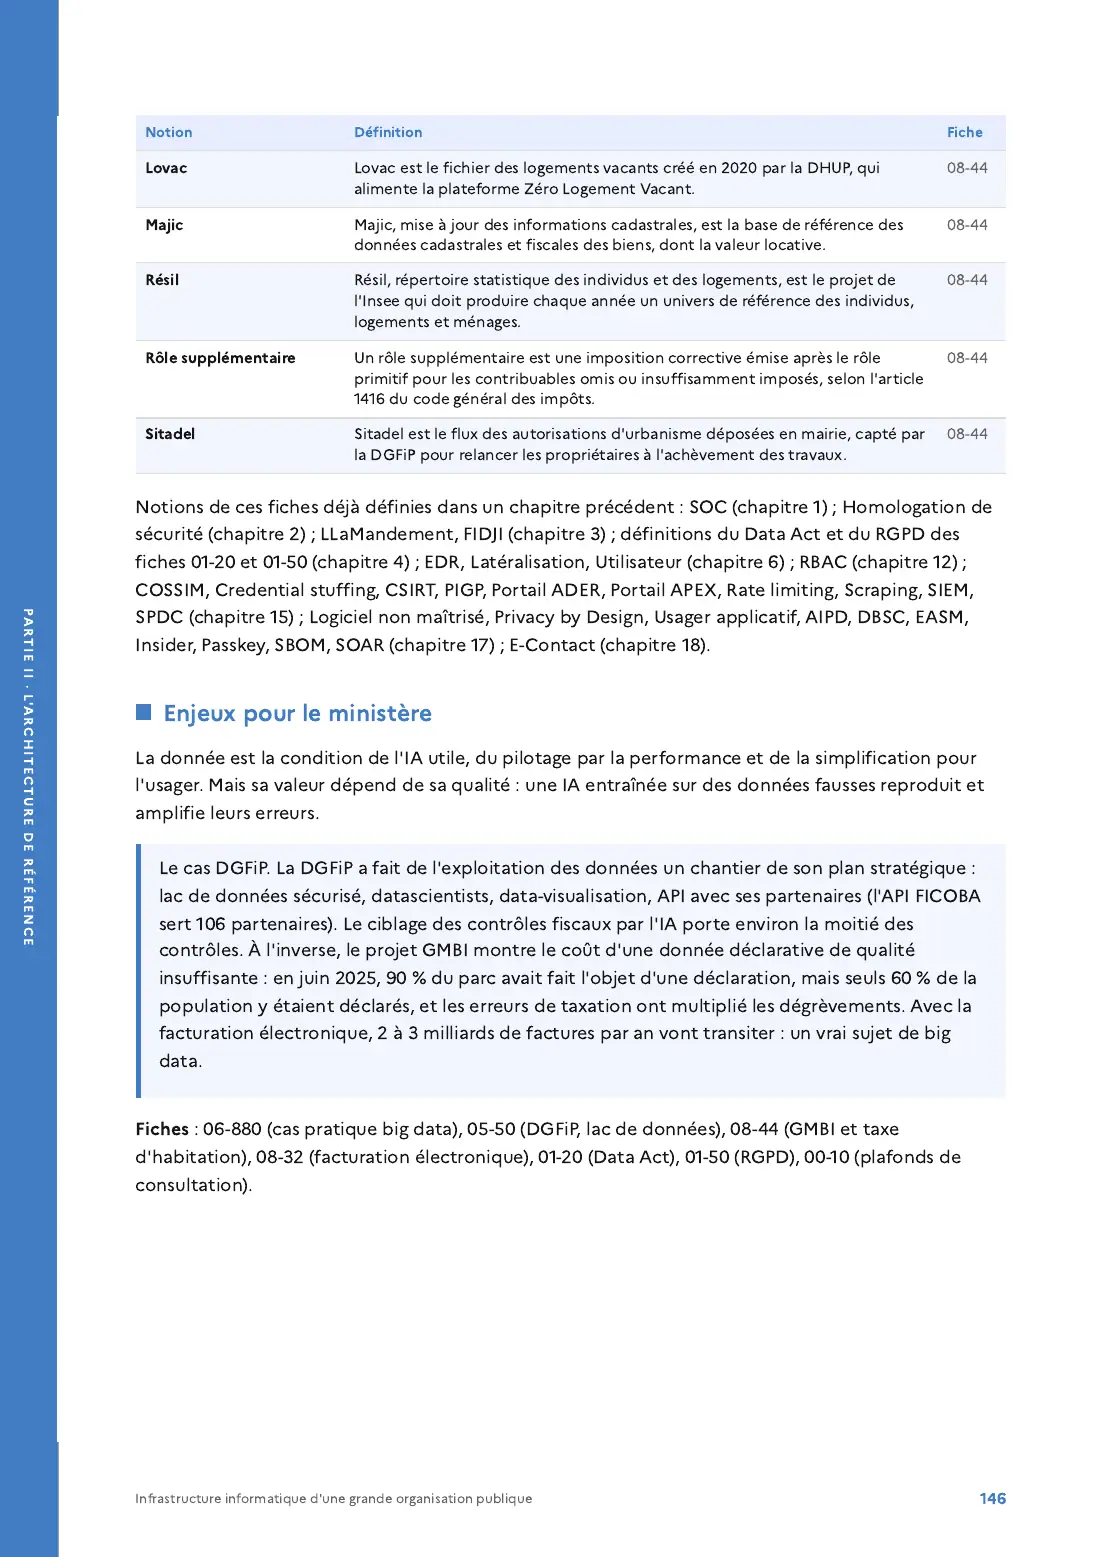 Notion Définition Fiche
Lovac Lovac est le fichier des logements vacants créé en 2020 par la DHUP, qui 08-44
alimente la plateforme Zéro Logement Vacant.
Majic Majic, mise à jour des informations cadastrales, est la base de référence des 08-44
données cadastrales et fiscales des biens, dont la valeur locative.
Résil Résil, répertoire statistique des individus et des logements, est le projet de 08-44
l'Insee qui doit produire chaque année un univers de référence des individus,
logements et ménages.
Rôle supplémentaire Un rôle supplémentaire est une imposition corrective émise après le rôle 08-44
primitif pour les contribuables omis ou insuffisamment imposés, selon l'article
1416 du code général des impôts.
Sitadel Sitadel est le flux des autorisations d'urbanisme déposées en mairie, capté par 08-44
la DGFiP pour relancer les propriétaires à l'achèvement des travaux.
Notions de ces fiches déjà définies dans un chapitre précédent : SOC (chapitre 1) ; Homologation de
sécurité (chapitre 2) ; LLaMandement, FIDJI (chapitre 3) ; définitions du Data Act et du RGPD des
fiches 01-20 et 01-50 (chapitre 4) ; EDR, Latéralisation, Utilisateur (chapitre 6) ; RBAC (chapitre 12) ;
COSSIM, Credential stuffing, CSIRT, PIGP, Portail ADER, Portail APEX, Rate limiting, Scraping, SIEM,
SPDC (chapitre 15) ; Logiciel non maîtrisé, Privacy by Design, Usager applicatif, AIPD, DBSC, EASM,
Insider, Passkey, SBOM, SOAR (chapitre 17) ; E-Contact (chapitre 18).
Enjeux pour le ministère
La donnée est la condition de l'IA utile, du pilotage par la performance et de la simplification pour
l'usager. Mais sa valeur dépend de sa qualité : une IA entraînée sur des données fausses reproduit et
amplifie leurs erreurs.
Le cas DGFiP. La DGFiP a fait de l'exploitation des données un chantier de son plan stratégique :
lac de données sécurisé, datascientists, data-visualisation, API avec ses partenaires (l'API FICOBA
sert 106 partenaires). Le ciblage des contrôles fiscaux par l'IA porte environ la moitié des
contrôles. À l'inverse, le projet GMBI montre le coût d'une donnée déclarative de qualité
insuffisante : en juin 2025, 90 % du parc avait fait l'objet d'une déclaration, mais seuls 60 % de la
population y étaient déclarés, et les erreurs de taxation ont multiplié les dégrèvements. Avec la
facturation électronique, 2 à 3 milliards de factures par an vont transiter : un vrai sujet de big
data.
Fiches : 06-880 (cas pratique big data), 05-50 (DGFiP, lac de données), 08-44 (GMBI et taxe
d'habitation), 08-32 (facturation électronique), 01-20 (Data Act), 01-50 (RGPD), 00-10 (plafonds de
consultation).
PARTIE II · L'ARCHITECTURE DE RÉFÉRENCE
Infrastructure informatique d'une grande organisation publique 146